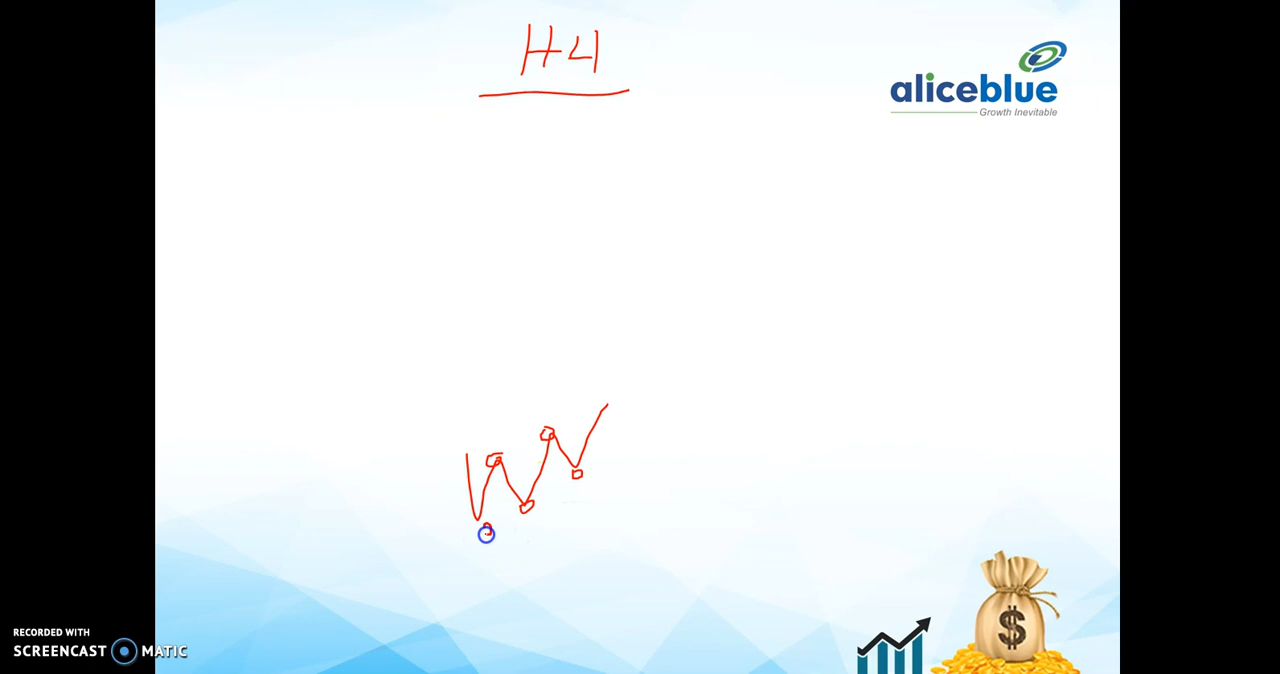 H4
aliceblue
Growth Inevitable
$
RECORDED WITH
SCREENCAST MATIC